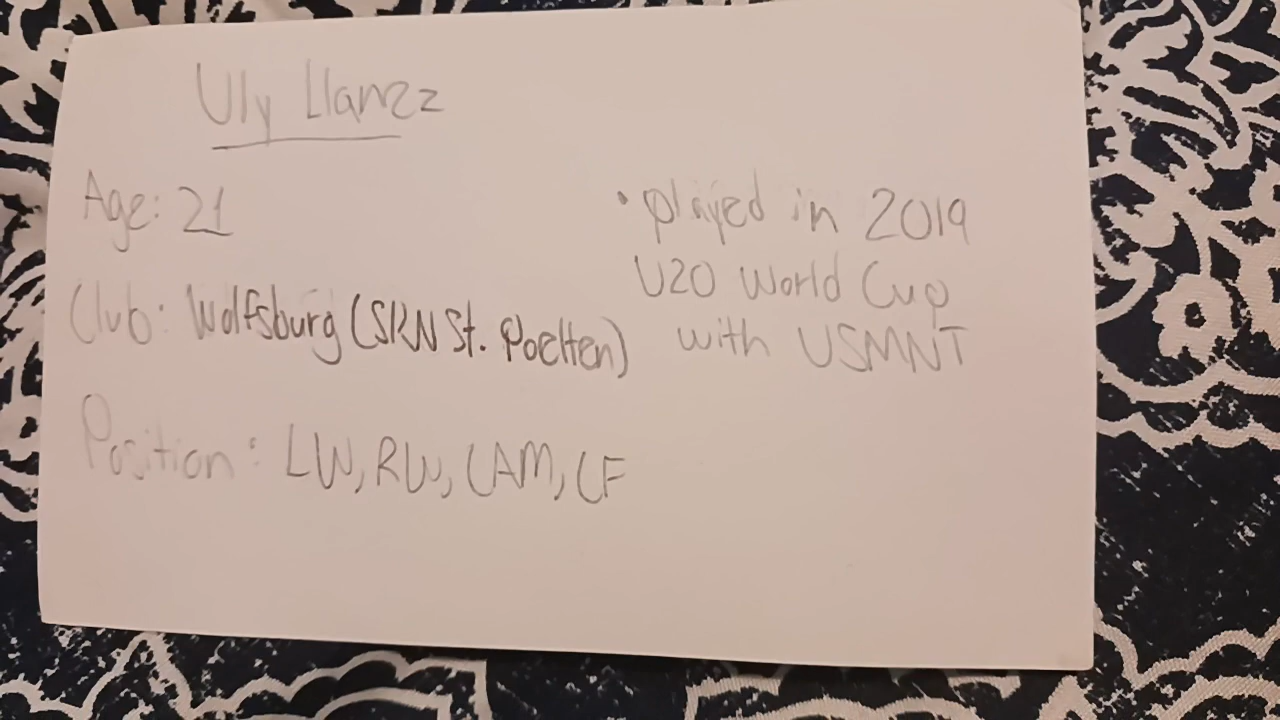 Uly Llanez
Age: 21
Club: Wolfsburg (SKN St. Poelten)
Position: LW, RW, CAM, CF
• played in 2019
U20 World Cup
with USMNT